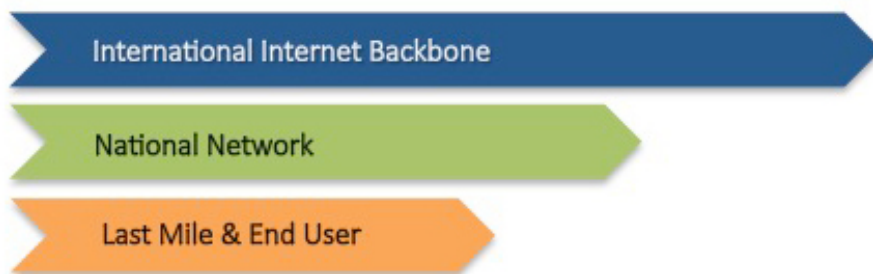 International Internet Backbone
National Network
Last Mile & End User